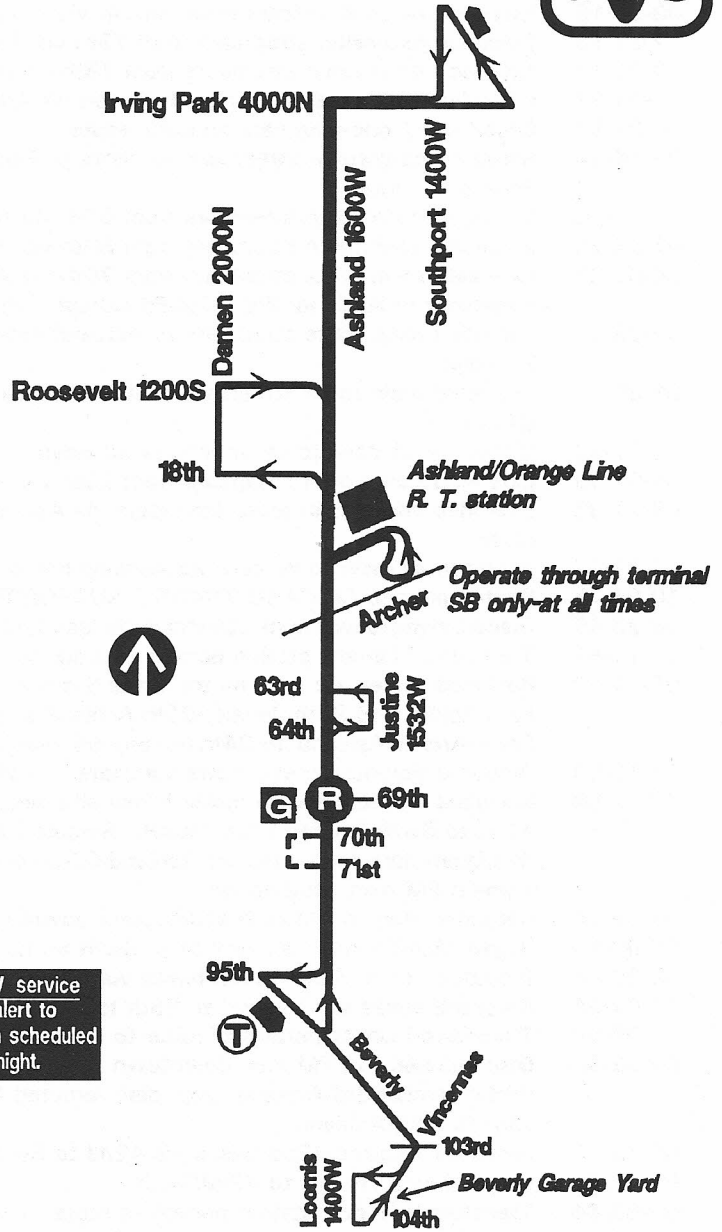 Irving Park 4000N
Ashland 1600W
Southport 1400W
Damen 2000N
Roosevelt 1200S
18th
Ashland/Orange Line
R. T. station
Operate through terminal
SB only-at all times
Archer
63rd
64th
Justine
1532W
G
R
69th
70th
71st
95th
service
alert to
scheduled
night.
T
Beverly
Vincennes
103rd
Loomis
1400W
Beverly Garage Yard
104th